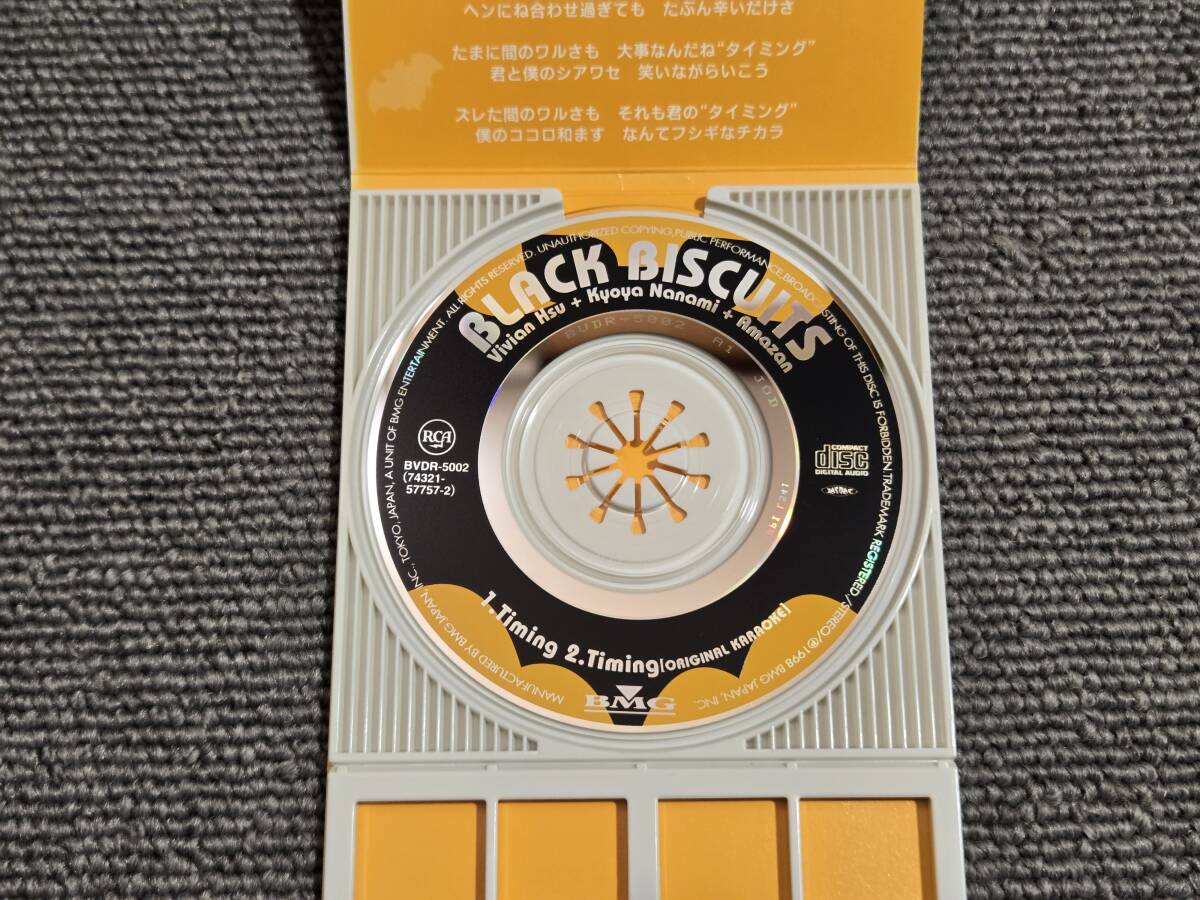 ヘンにね合わせ過ぎても たぶん辛いだけさ
たまに間のワルさも 大事なんだね“タイミング”
君と僕のシアワセ 笑いながらいこう
ズレた間のワルさも それも君の“タイミング”
僕のココロ和ます なんてフシギなチカラ
MANUFACTURED BY BMG JAPAN, INC., TOKYO, JAPAN, A UNIT OF BMG ENTERTAINMENT. ALL RIGHTS RESERVED. UNAUTHORIZED COPYING, PUBLIC PERFORMANCE, BROADCASTING OF THIS DISC IS FORBIDDEN. TRADEMARK REGISTERED/STEREO/Ⓟ1998 BMG JAPAN, INC.
BLACK BISCUITS
Vivian Hsu + Kyoya Nanami + Amazan
BVDR-5002 A1 JOD
RCA
BVDR-5002
(74321-
57757-2)
COMPACT
disc
DIGITAL AUDIO
1.Timing 2.Timing[ORIGINAL KARAOKE]
BMG